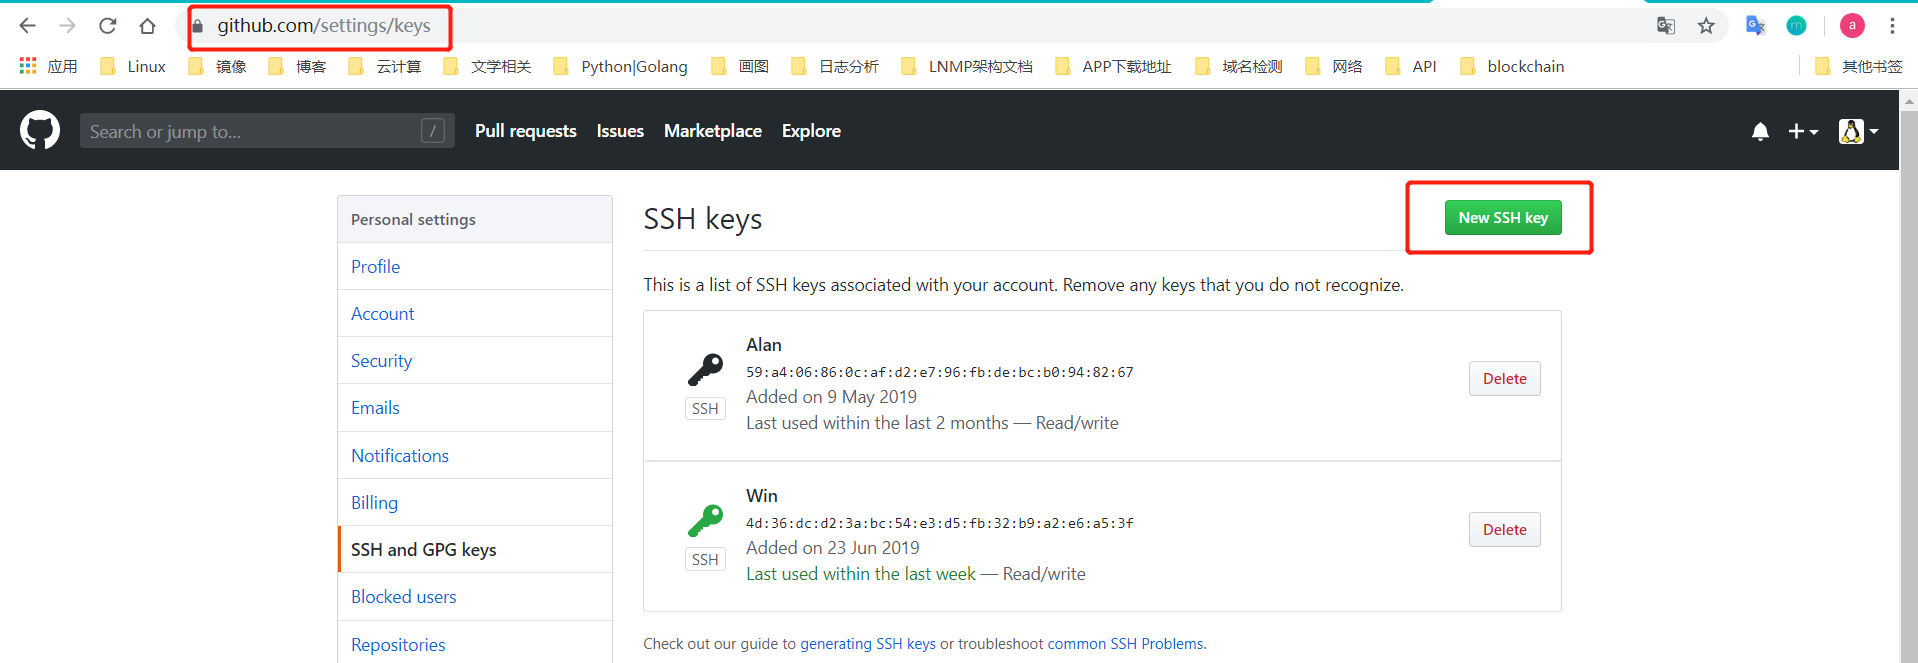 github.com/settings/keys
a
应用 Linux 镜像 博客 云计算 文学相关 Python|Golang 画图 日志分析 LNMP架构文档 APP下载地址 域名检测 网络 API blockchain 其他书签
Search or jump to... / Pull requests Issues Marketplace Explore
Personal settings
Profile
Account
Security
Emails
Notifications
Billing
SSH and GPG keys
Blocked users
Repositories
SSH keys
New SSH key
This is a list of SSH keys associated with your account. Remove any keys that you do not recognize.
Alan
59:a4:06:86:0c:af:d2:e7:96:fb:de:bc:b0:94:82:67
Added on 9 May 2019
Last used within the last 2 months — Read/write
SSH
Delete
Win
4d:36:dc:d2:3a:bc:54:e3:d5:fb:32:b9:a2:e6:a5:3f
Added on 23 Jun 2019
Last used within the last week — Read/write
SSH
Delete
Check out our guide to generating SSH keys or troubleshoot common SSH Problems.